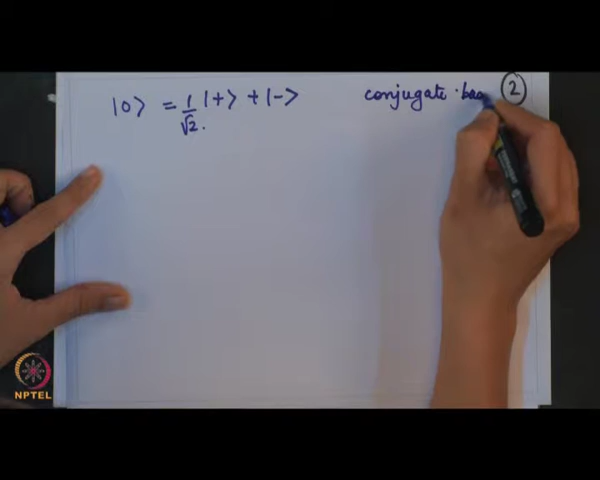 |0⟩ = 1/√2. |+⟩ + |-⟩ conjugate · bas 2
NPTEL